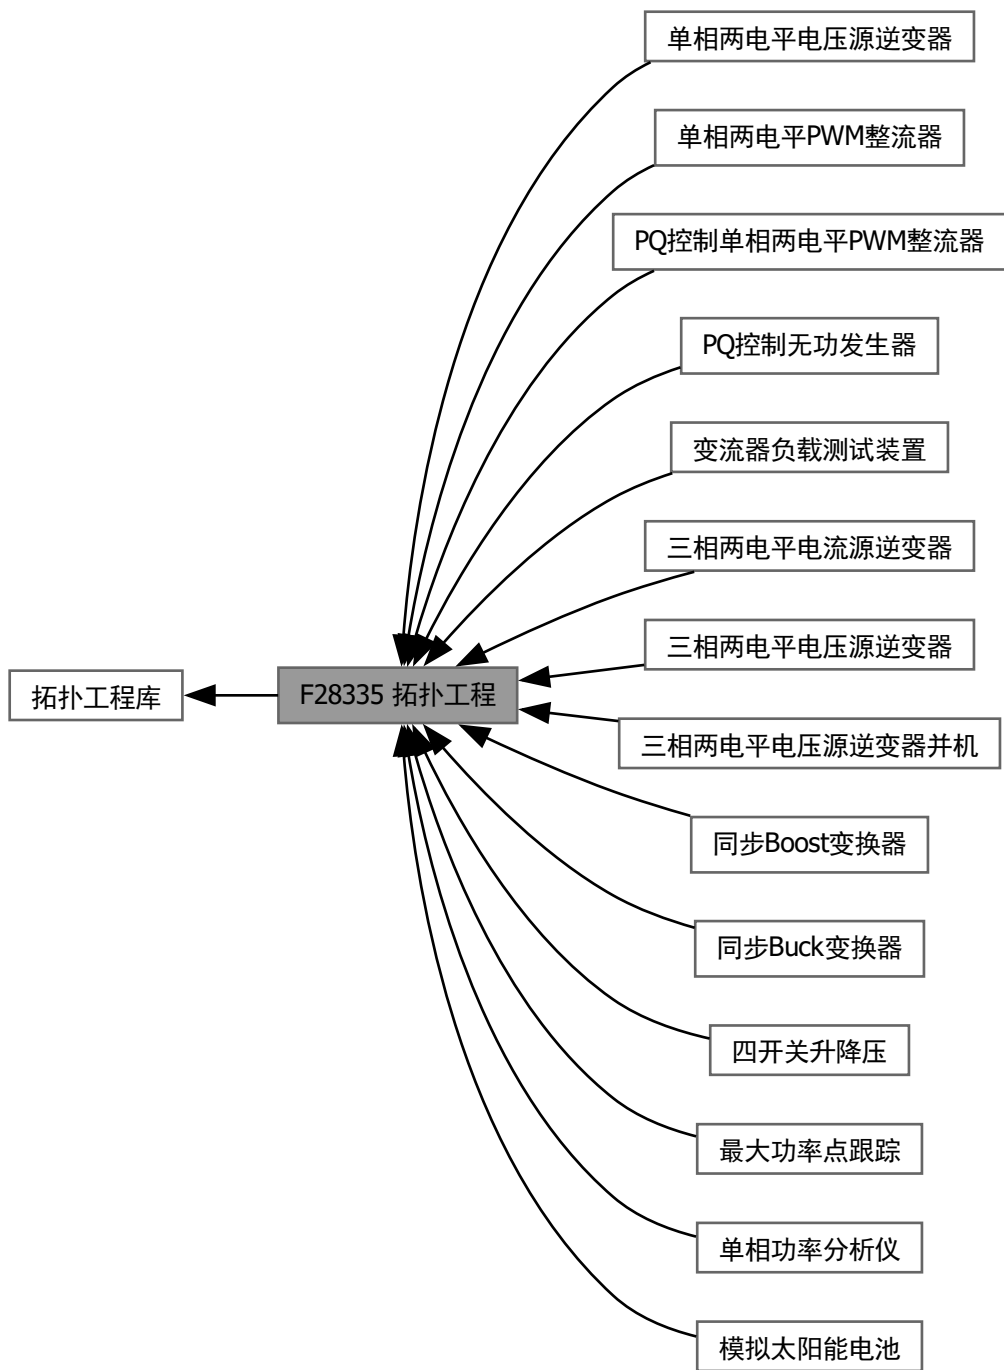 单相两电平电压源逆变器
单相两电平PWM整流器
PQ控制单相两电平PWM整流器
PQ控制无功发生器
变流器负载测试装置
三相两电平电流源逆变器
三相两电平电压源逆变器
拓扑工程库
F28335 拓扑工程
三相两电平电压源逆变器并机
同步Boost变换器
同步Buck变换器
四开关升降压
最大功率点跟踪
单相功率分析仪
模拟太阳能电池